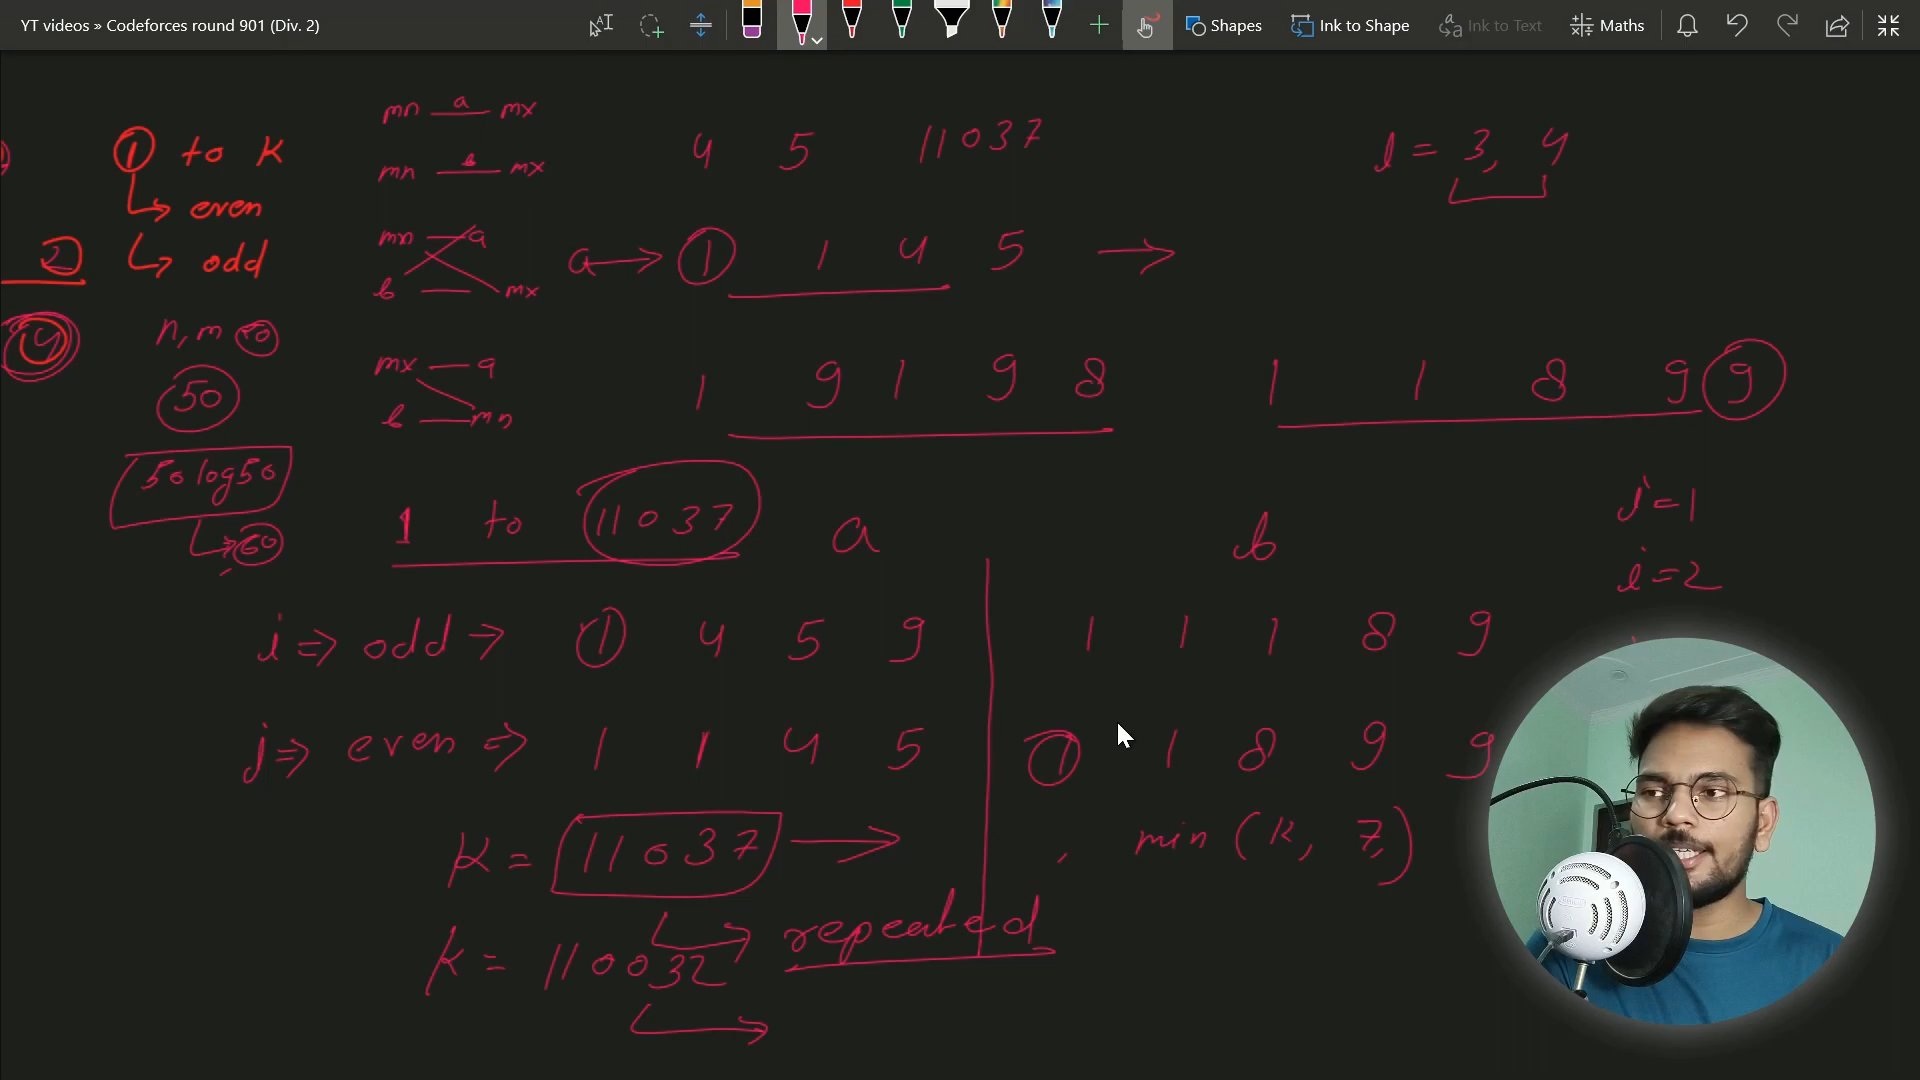 YT videos » Codeforces round 901 (Div. 2)
Shapes
Ink to Shape
Ink to Text
Maths
1 to K
even
2 odd
mn a mx
mn b mx
mn a
b mx
mx a
b mn
4 5 11037
l = 3, 4
a → 1 1 4 5 →
4
n, m
50
50 log 50
60
1 9 1 9 8
1 1 8 9 9
1 to 11037
a
b
i=1
i=2
i ⇒ odd → 1 4 5 9
1 1 1 8 9
j ⇒ even ⇒ 1 1 4 5
1 1 8 9 9
K = 11037 →
, min (K, 7,)
repeated
K = 110032